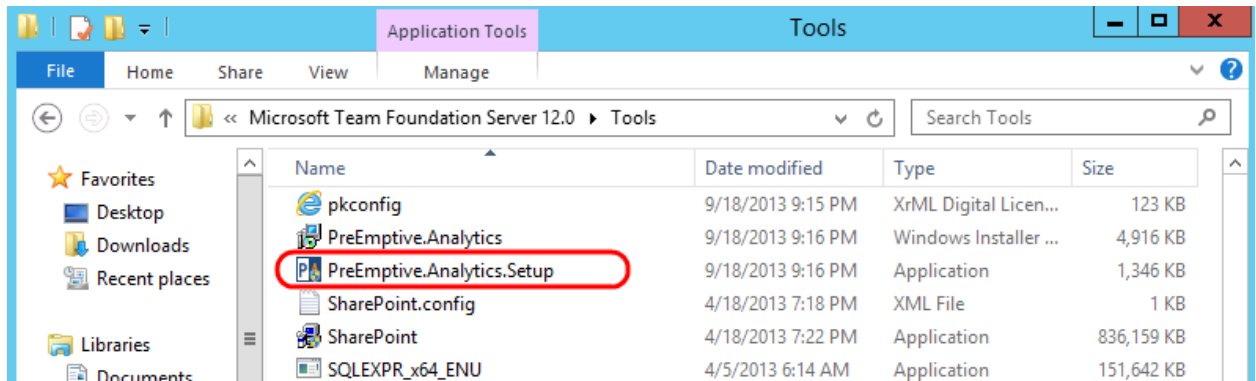 Application Tools Tools
File Home Share View Manage
« Microsoft Team Foundation Server 12.0 Tools Search Tools
Favorites
Desktop
Downloads
Recent places
Libraries
Documents
Name Date modified Type Size
pkconfig 9/18/2013 9:15 PM XrML Digital Licen... 123 KB
PreEmptive.Analytics 9/18/2013 9:16 PM Windows Installer ... 4,916 KB
PreEmptive.Analytics.Setup 9/18/2013 9:16 PM Application 1,346 KB
SharePoint.config 4/18/2013 7:18 PM XML File 1 KB
SharePoint 4/18/2013 7:22 PM Application 836,159 KB
SQLEXPR_x64_ENU 4/5/2013 6:14 AM Application 151,642 KB